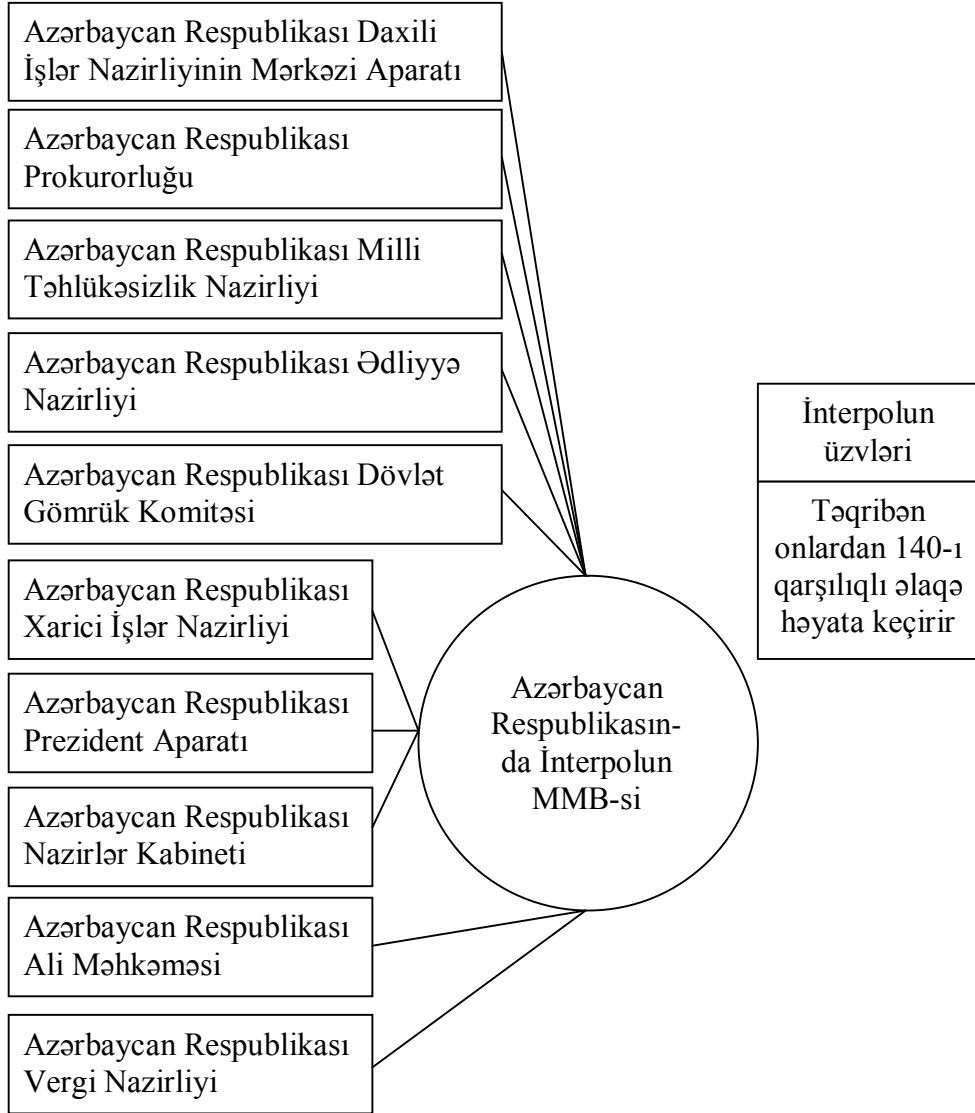 Azərbaycan Respublikası Daxili
İşlər Nazirliyinin Mərkəzi Aparatı
Azərbaycan Respublikası
Prokurorluğu
Azərbaycan Respublikası Milli
Təhlükəsizlik Nazirliyi
Azərbaycan Respublikası Ədliyyə
Nazirliyi
Azərbaycan Respublikası Dövlət
Gömrük Komitəsi
Azərbaycan Respublikası
Xarici İşlər Nazirliyi
Azərbaycan Respublikası
Prezident Aparatı
Azərbaycan Respublikası
Nazirlər Kabineti
Azərbaycan Respublikası
Ali Məhkəməsi
Azərbaycan Respublikası
Vergi Nazirliyi
Azərbaycan
Respublikasın-
da İnterpolun
MMB-si
İnterpolun
üzvləri
Təqribən
onlardan 140-ı
qarşılıqlı əlaqə
həyata keçirir